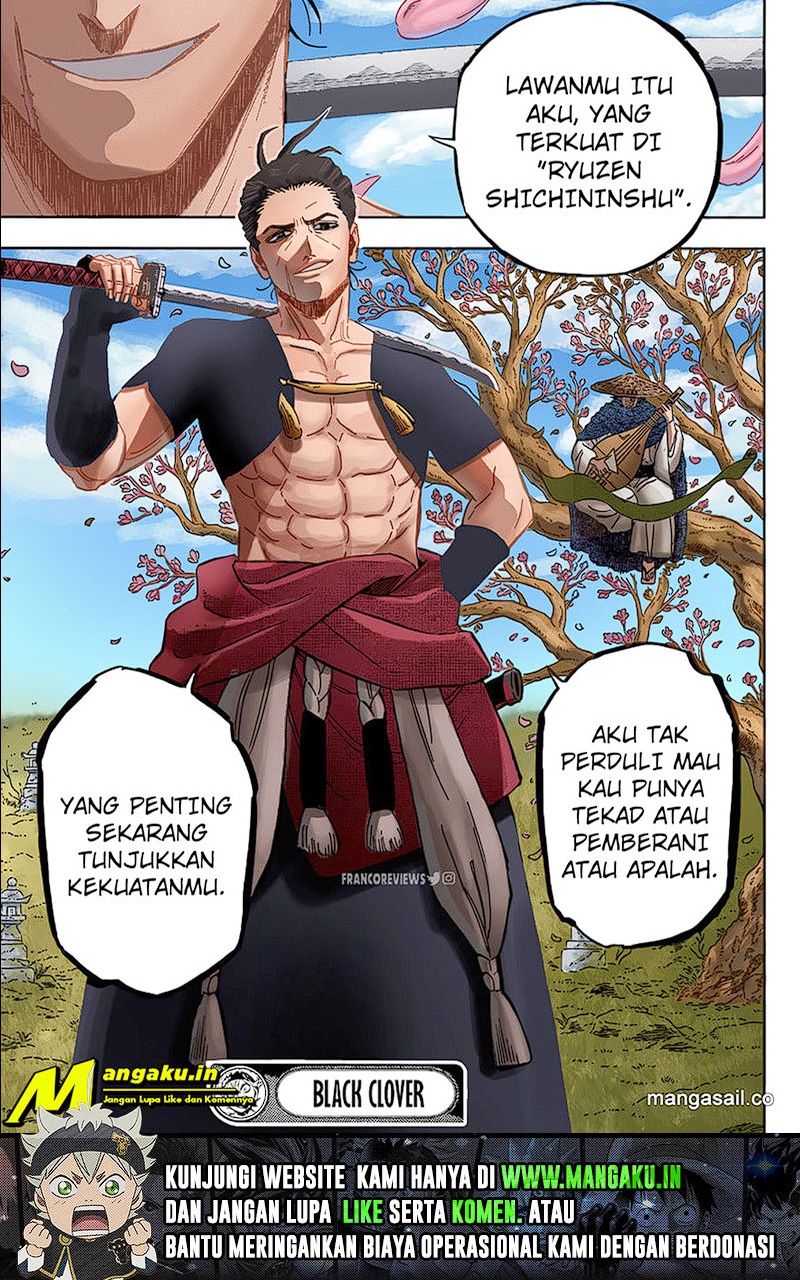 LAWANMU ITU
AKU, YANG
TERKUAT DI
"RYUZEN
SHICHININSHU".
AKU TAK
PERDULI MAU
KAU PUNYA
TEKAD ATAU
PEMBERANI
ATAU APALAH.
YANG PENTING
SEKARANG
TUNJUKKAN
KEKUATANMU.
FRANCOREVIEWS
Mangaku.in
Jangan Lupa Like dan Komennya
BLACK CLOVER
mangasail.co
KUNJUNGI WEBSITE KAMI HANYA DI WWW.MANGAKU.IN
DAN JANGAN LUPA LIKE SERTA KOMEN. ATAU
BANTU MERINGANKAN BIAYA OPERASIONAL KAMI DENGAN BERDONASI